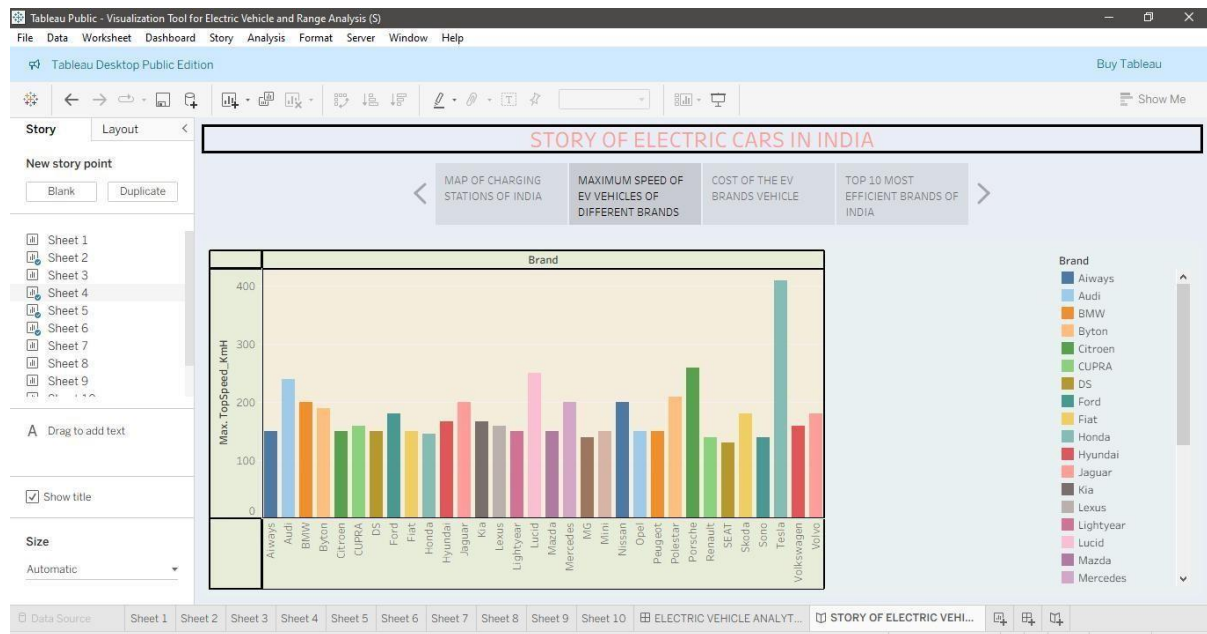 Tableau Public - Visualization Tool for Electric Vehicle and Range Analysis (S)
File Data Worksheet Dashboard Story Analysis Format Server Window Help
Tableau Desktop Public Edition
Buy Tableau
Show Me
Story Layout
New story point
Blank Duplicate
Sheet 1
Sheet 2
Sheet 3
Sheet 4
Sheet 5
Sheet 6
Sheet 7
Sheet 8
Sheet 9
A Drag to add text
Show title
Size
Automatic
STORY OF ELECTRIC CARS IN INDIA
MAP OF CHARGING
STATIONS OF INDIA
MAXIMUM SPEED OF
EV VEHICLES OF
DIFFERENT BRANDS
COST OF THE EV
BRANDS VEHICLE
TOP 10 MOST
EFFICIENT BRANDS OF
INDIA
Brand
Max. TopSpeed_KmH
400
300
200
100
0
Aiways
Audi
BMW
Byton
Citroen
CUPRA
DS
Ford
Fiat
Honda
Hyundai
Jaguar
Kia
Lexus
Lightyear
Lucid
Mazda
Mercedes
MG
Mini
Nissan
Opel
Peugeot
Polestar
Porsche
Renault
SEAT
Skoda
Sono
Tesla
Volkswagen
Volvo
Brand
Aiways
Audi
BMW
Byton
Citroen
CUPRA
DS
Ford
Fiat
Honda
Hyundai
Jaguar
Kia
Lexus
Lightyear
Lucid
Mazda
Mercedes
Data Source Sheet 1 Sheet 2 Sheet 3 Sheet 4 Sheet 5 Sheet 6 Sheet 7 Sheet 8 Sheet 9 Sheet 10 ELECTRIC VEHICLE ANALYT... STORY OF ELECTRIC VEHI...